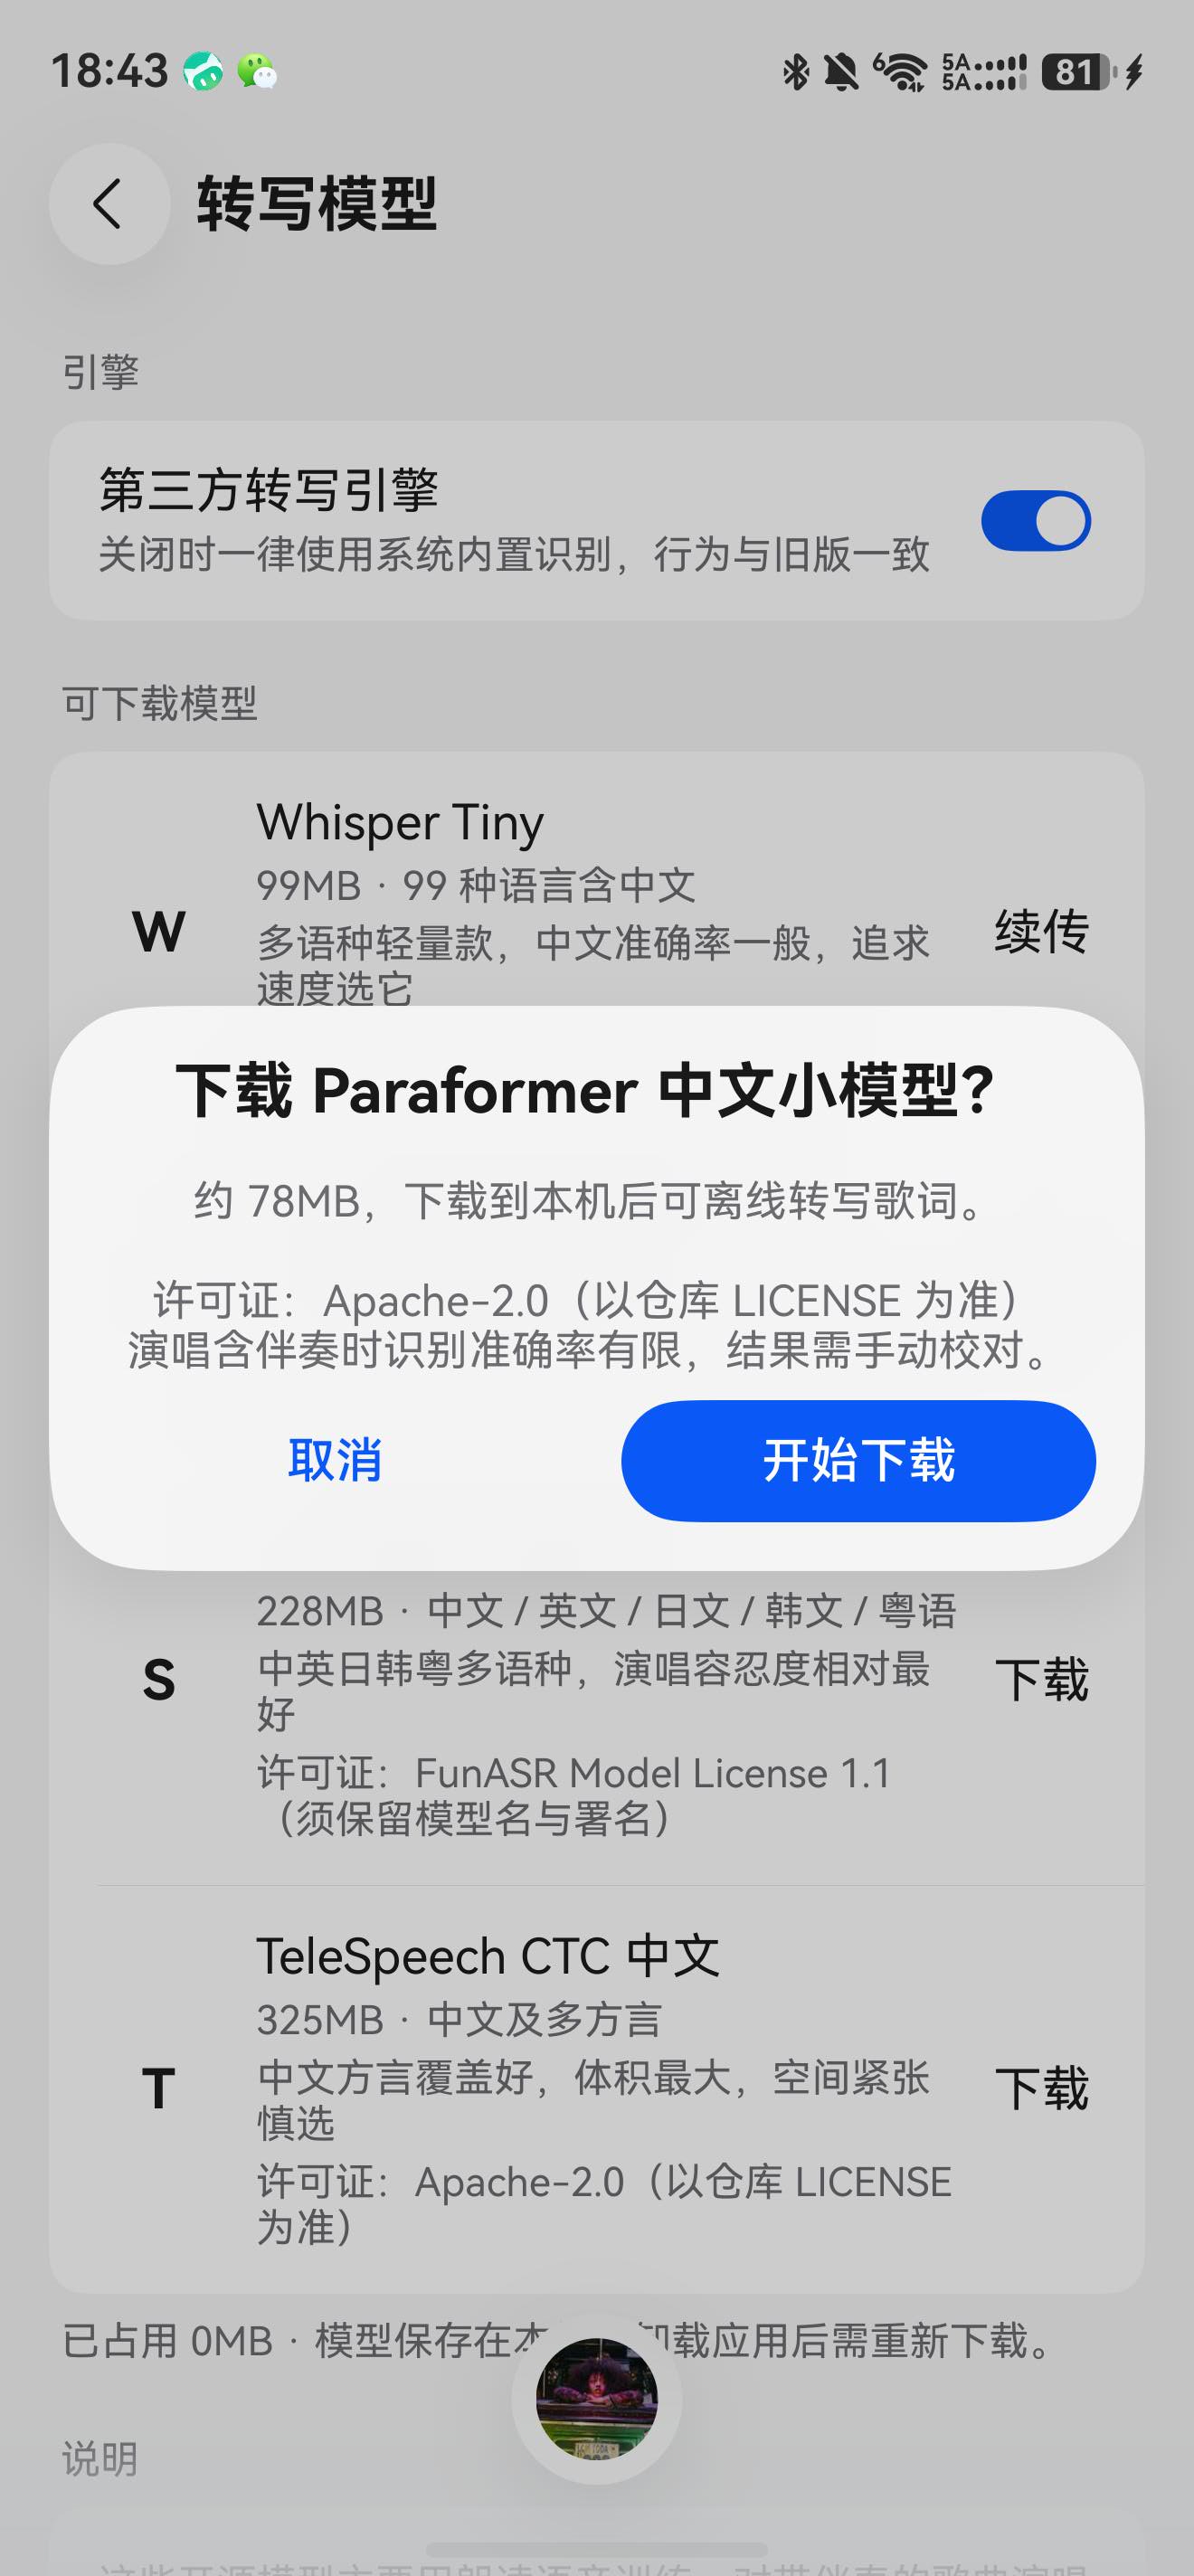 18:43
6
5A
5A
81
转写模型
引擎
第三方转写引擎
关闭时一律使用系统内置识别，行为与旧版一致
可下载模型
Whisper Tiny
99MB · 99 种语言含中文
W
多语种轻量款，中文准确率一般，追求
速度选它
续传
下载 Paraformer 中文小模型？
约 78MB，下载到本机后可离线转写歌词。
许可证：Apache-2.0（以仓库 LICENSE 为准）
演唱含伴奏时识别准确率有限，结果需手动校对。
取消
开始下载
228MB · 中文 / 英文 / 日文 / 韩文 / 粤语
S
中英日韩粤多语种，演唱容忍度相对最
好
下载
许可证：FunASR Model License 1.1
（须保留模型名与署名）
TeleSpeech CTC 中文
325MB · 中文及多方言
T
中文方言覆盖好，体积最大，空间紧张
慎选
下载
许可证：Apache-2.0（以仓库 LICENSE
为准）
已占用 0MB · 模型保存在本 卸载应用后需重新下载。
说明